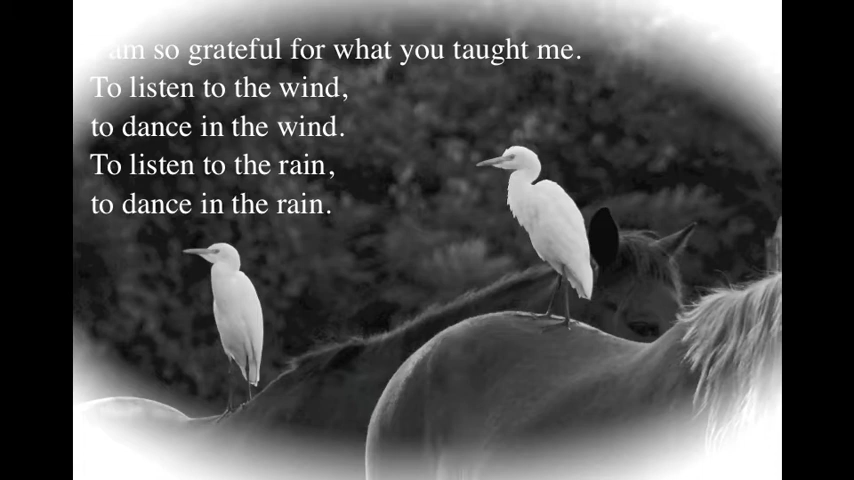 I am so grateful for what you taught me.
To listen to the wind,
to dance in the wind.
To listen to the rain,
to dance in the rain.